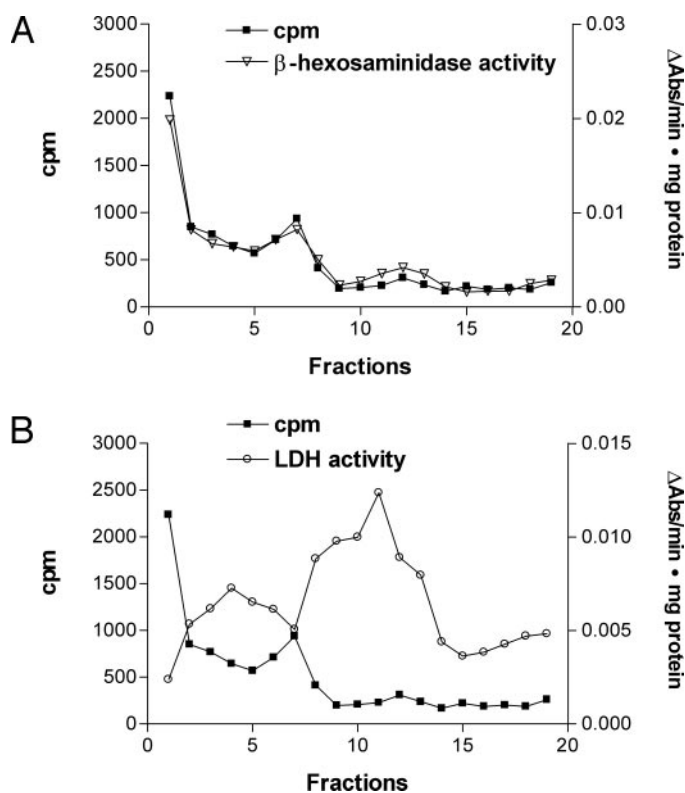 A
cpm
β-hexosaminidase activity
3000
2500
2000
1500
1000
500
0
cpm
0.03
0.02
0.01
0.00
ΔAbs/min • mg protein
0
5
10
15
20
Fractions
B
cpm
LDH activity
3000
2500
2000
1500
1000
500
0
cpm
0.015
0.010
0.005
0.000
ΔAbs/min • mg protein
0
5
10
15
20
Fractions